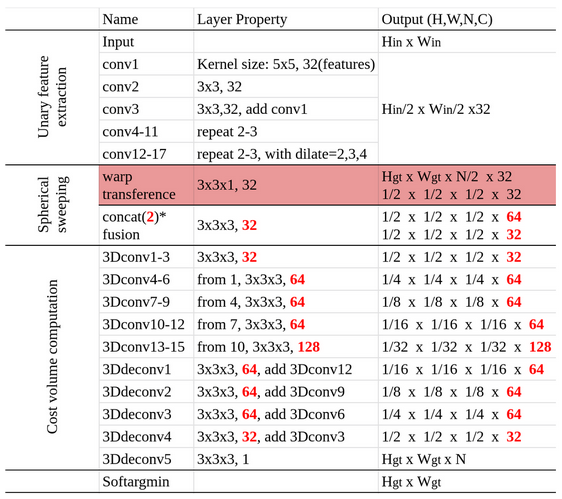 Name Layer Property Output (H,W,N,C)
Unary feature extraction
Input Hin x Win
conv1 Kernel size: 5x5, 32(features)
conv2 3x3, 32
conv3 3x3,32, add conv1 Hin/2 x Win/2 x32
conv4-11 repeat 2-3
conv12-17 repeat 2-3, with dilate=2,3,4
Spherical sweeping
warp Hgt x Wgt x N/2 x 32
transference 3x3x1, 32 1/2 x 1/2 x 1/2 x 32
concat(2)* 1/2 x 1/2 x 1/2 x 64
fusion 3x3x3, 32 1/2 x 1/2 x 1/2 x 32
Cost volume computation
3Dconv1-3 3x3x3, 32 1/2 x 1/2 x 1/2 x 32
3Dconv4-6 from 1, 3x3x3, 64 1/4 x 1/4 x 1/4 x 64
3Dconv7-9 from 4, 3x3x3, 64 1/8 x 1/8 x 1/8 x 64
3Dconv10-12 from 7, 3x3x3, 64 1/16 x 1/16 x 1/16 x 64
3Dconv13-15 from 10, 3x3x3, 128 1/32 x 1/32 x 1/32 x 128
3Ddeconv1 3x3x3, 64, add 3Dconv12 1/16 x 1/16 x 1/16 x 64
3Ddeconv2 3x3x3, 64, add 3Dconv9 1/8 x 1/8 x 1/8 x 64
3Ddeconv3 3x3x3, 64, add 3Dconv6 1/4 x 1/4 x 1/4 x 64
3Ddeconv4 3x3x3, 32, add 3Dconv3 1/2 x 1/2 x 1/2 x 32
3Ddeconv5 3x3x3, 1 Hgt x Wgt x N
Softargmin Hgt x Wgt